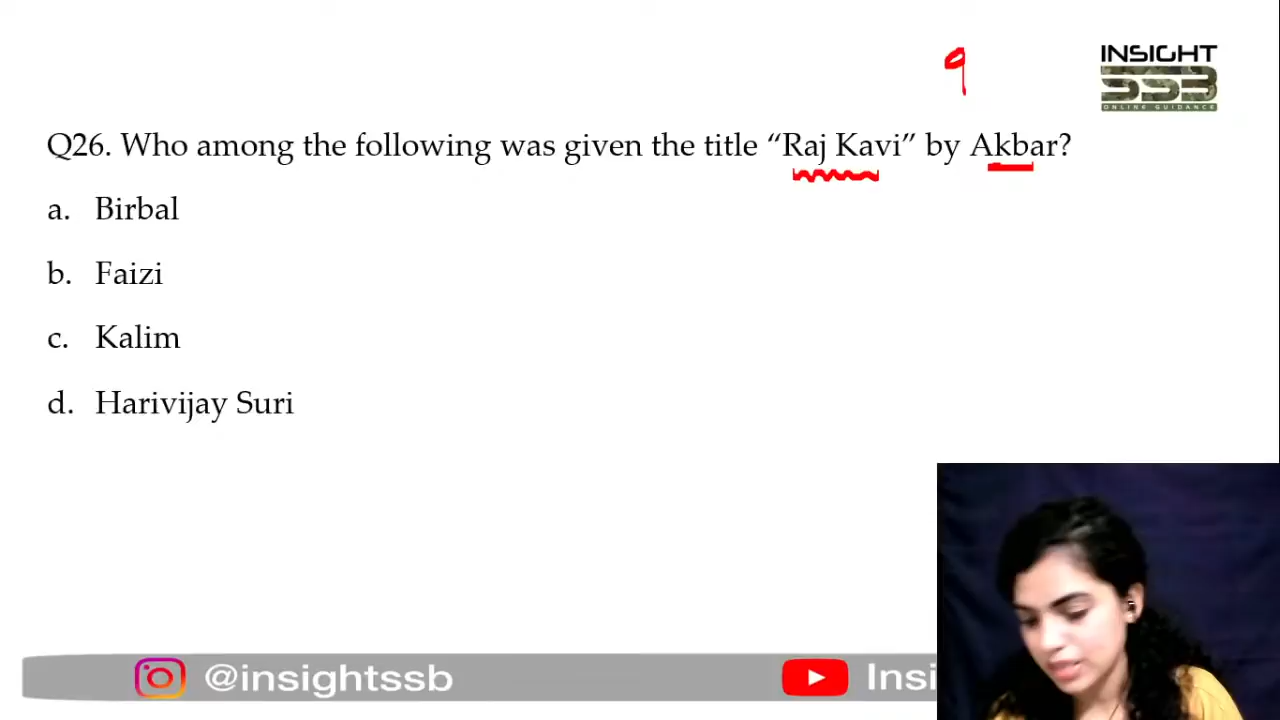 9
INSIGHT
SSB
ONLINE GUIDANCE
Q26. Who among the following was given the title “Raj Kavi” by Akbar?
a. Birbal
b. Faizi
c. Kalim
d. Harivijay Suri
@insightssb
Insi